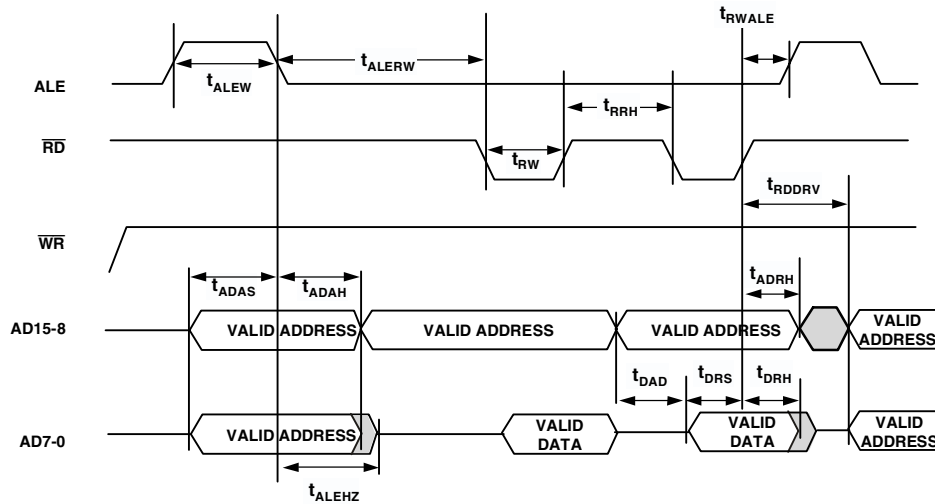 tRWALE
ALE
tALEW
tALERW
tRRH
RD
tRW
tRDDRV
WR
tADAS
tADAH
tADRH
AD15-8
VALID ADDRESS
VALID ADDRESS
VALID ADDRESS
VALID
ADDRESS
tDAD
tDRS
tDRH
AD7-0
VALID ADDRESS
VALID
DATA
VALID
DATA
VALID
ADDRESS
tALEHZ